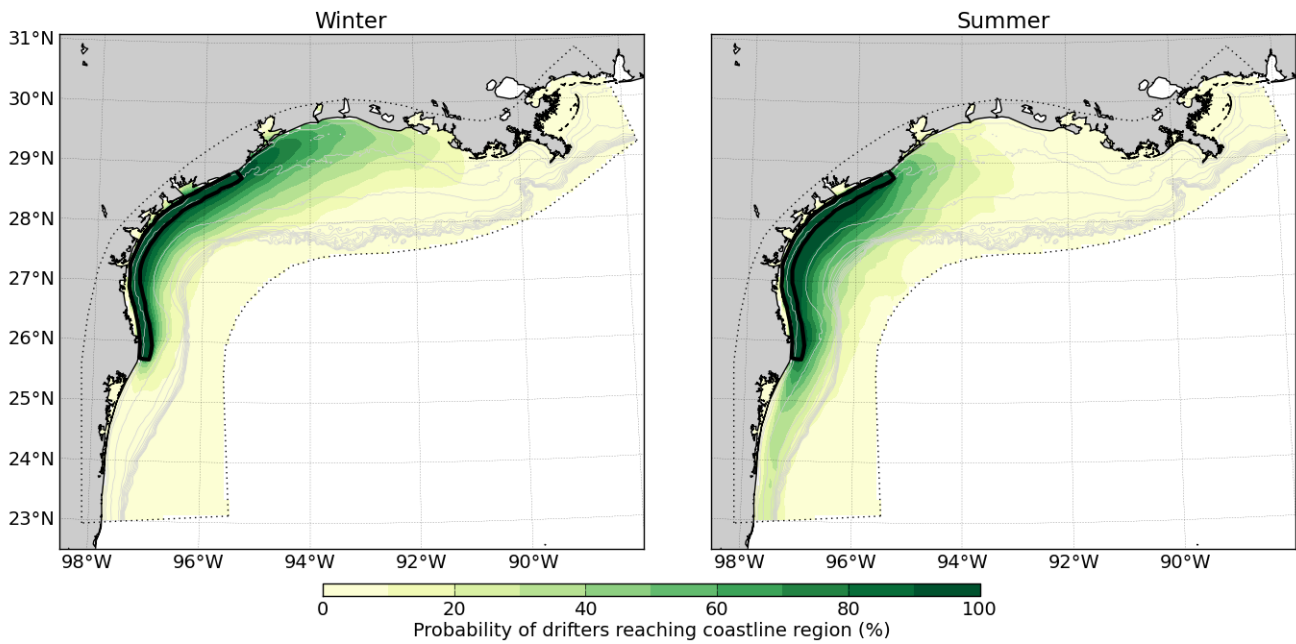 Winter
Summer
31°N
30°N
29°N
28°N
27°N
26°N
25°N
24°N
23°N
98°W 96°W 94°W 92°W 90°W
98°W 96°W 94°W 92°W 90°W
0 20 40 60 80 100
Probability of drifters reaching coastline region (%)